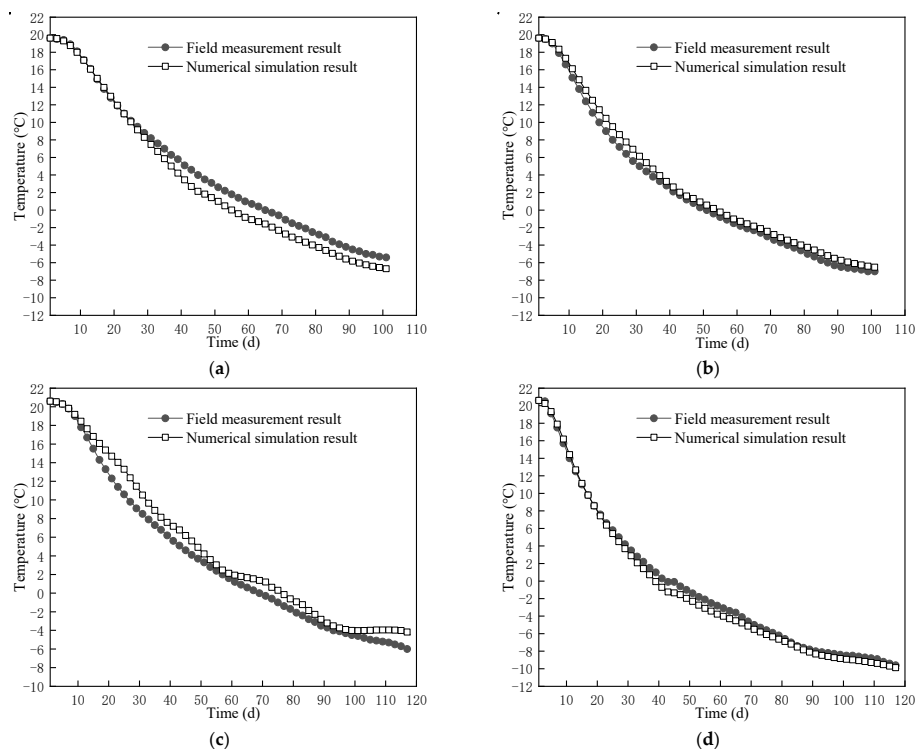 22
20
18
16
14
12
10
8
6
4
2
0
−2
−4
−6
−8
−10
−12
Temperature (°C)
Field measurement result
Numerical simulation result
10 20 30 40 50 60 70 80 90 100 110
Time (d)
(a)
22
20
18
16
14
12
10
8
6
4
2
0
−2
−4
−6
−8
−10
−12
Temperature (°C)
Field measurement result
Numerical simulation result
10 20 30 40 50 60 70 80 90 100 110
Time (d)
(b)
22
20
18
16
14
12
10
8
6
4
2
0
−2
−4
−6
−8
−10
Temperature (°C)
Field measurement result
Numerical simulation result
10 20 30 40 50 60 70 80 90 100 110 120
Time (d)
(c)
22
20
18
16
14
12
10
8
6
4
2
0
−2
−4
−6
−8
−10
−12
Temperature (°C)
Field measurement result
Numerical simulation result
10 20 30 40 50 60 70 80 90 100 110 120
Time (d)
(d)